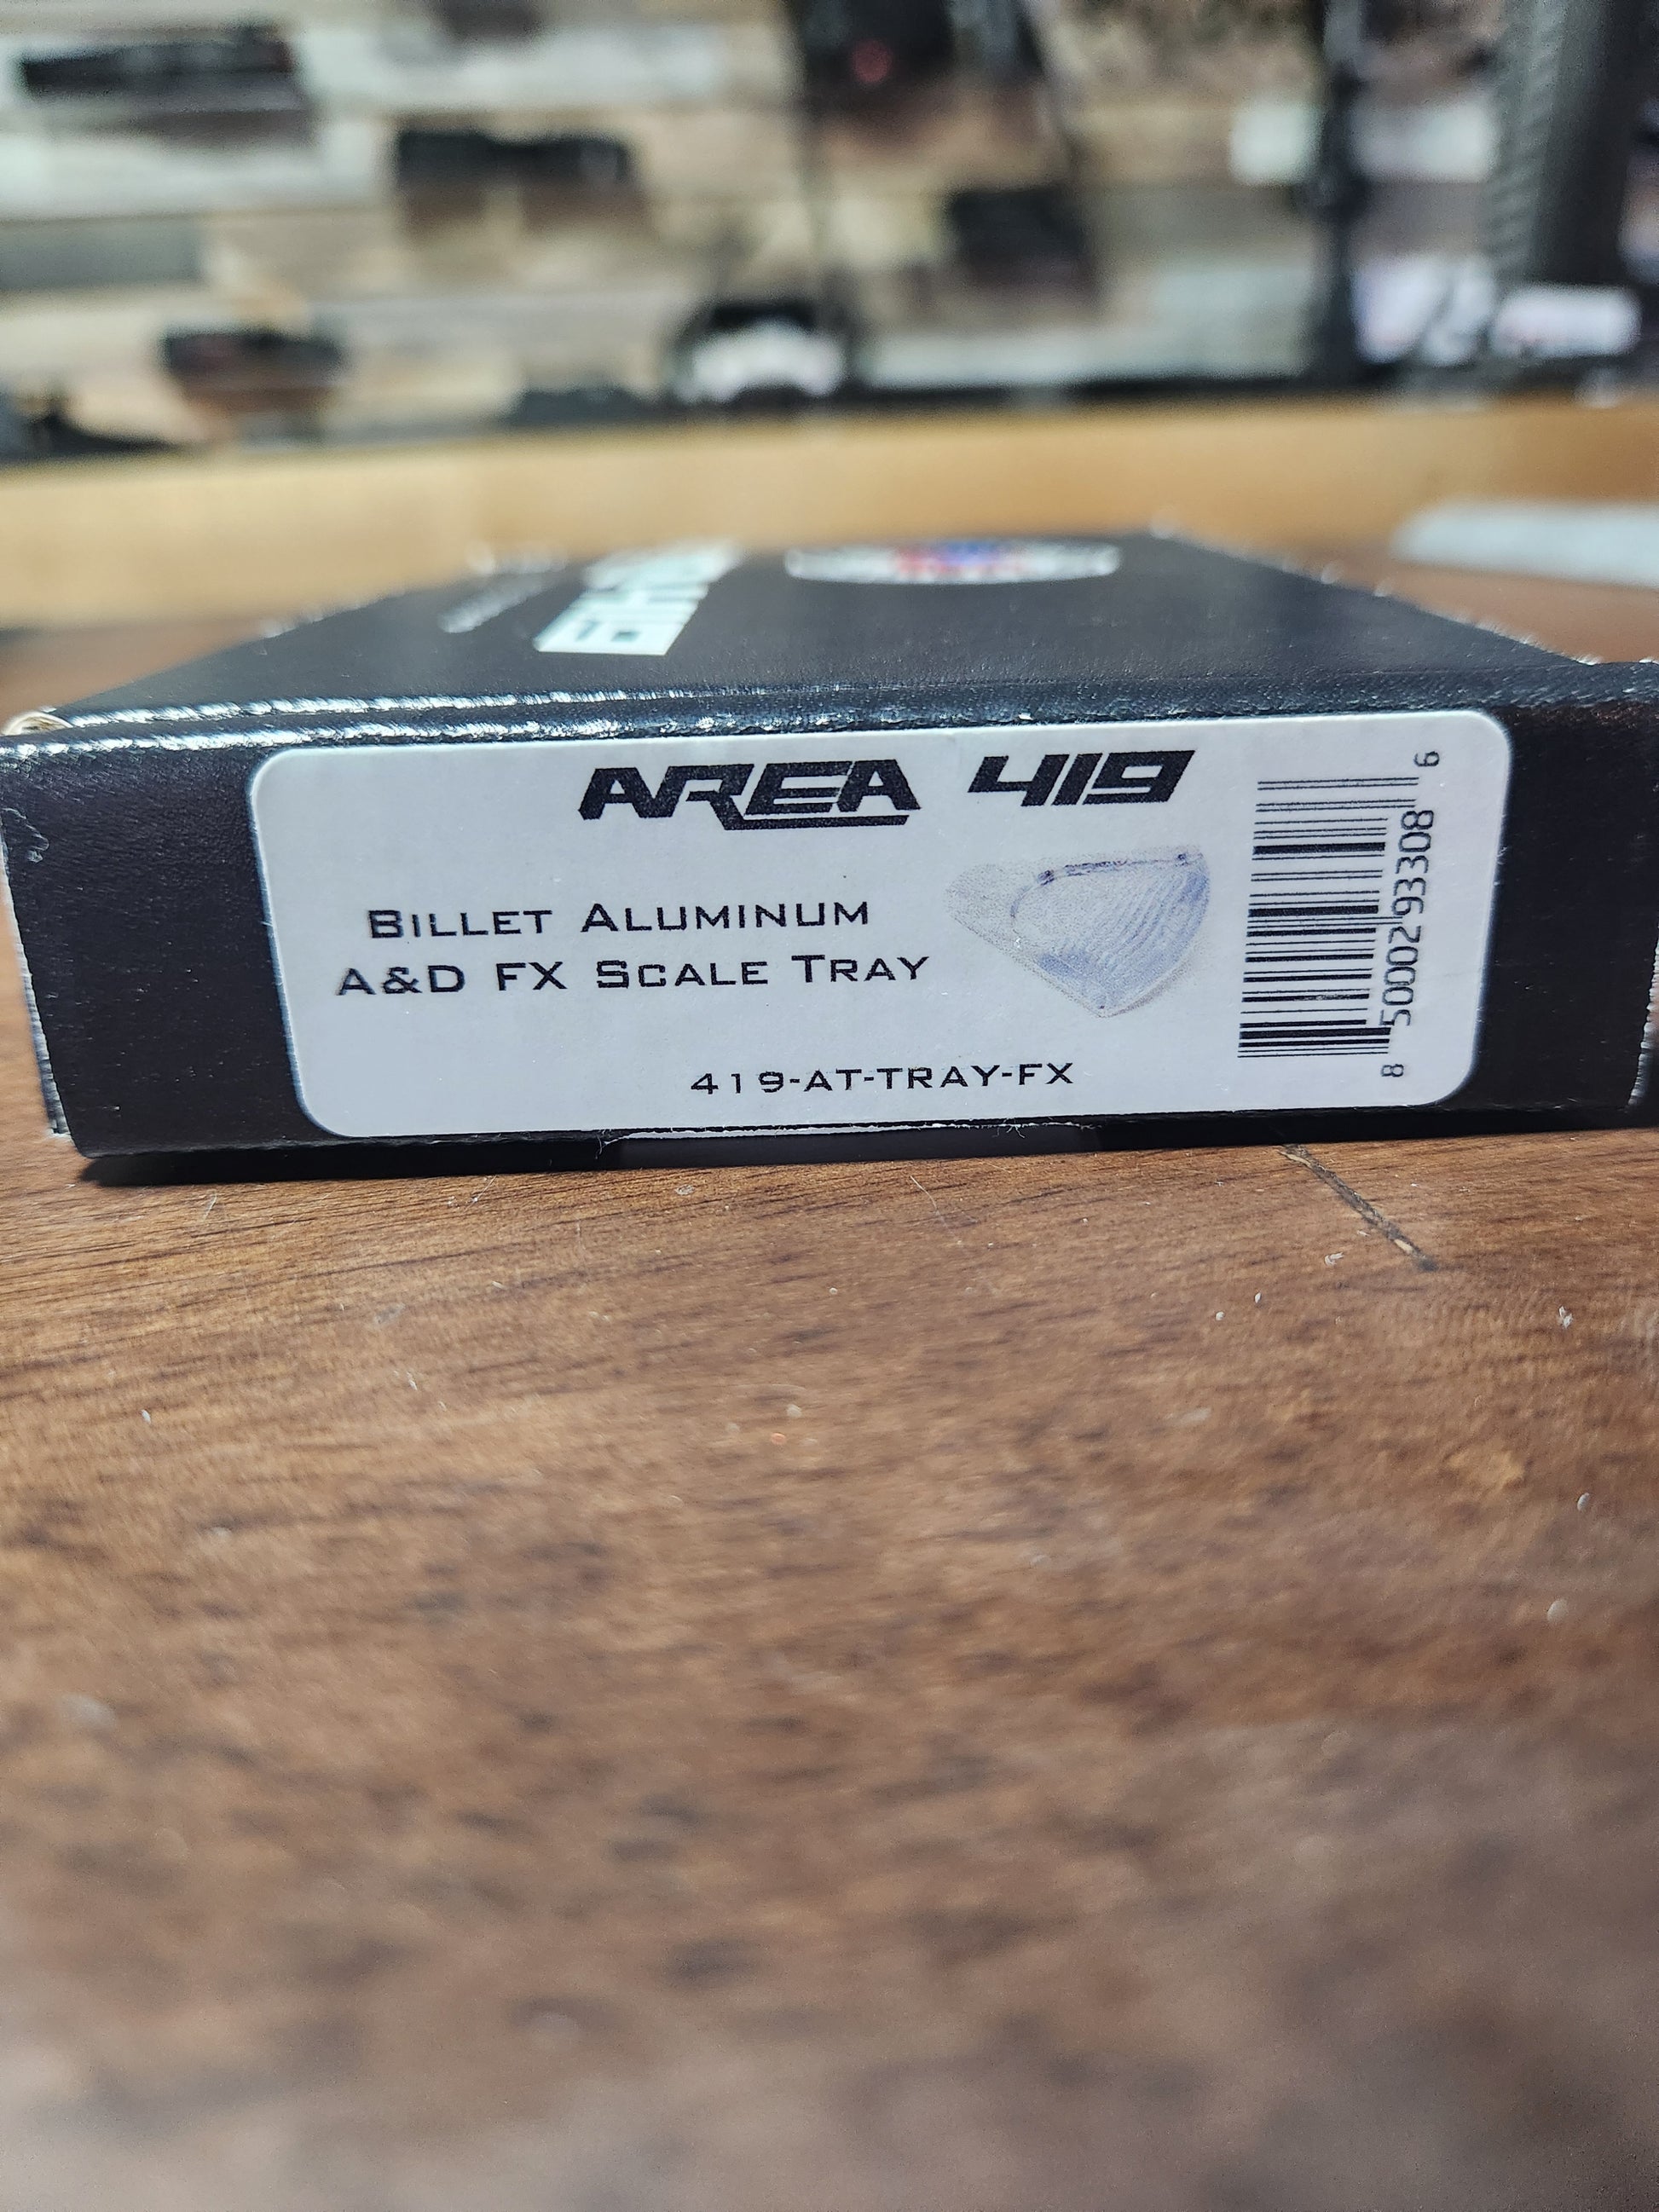 AREA 419
BILLET ALUMINUM
A&D FX SCALE TRAY
419-AT-TRAY-FX
8 50002 93308 6